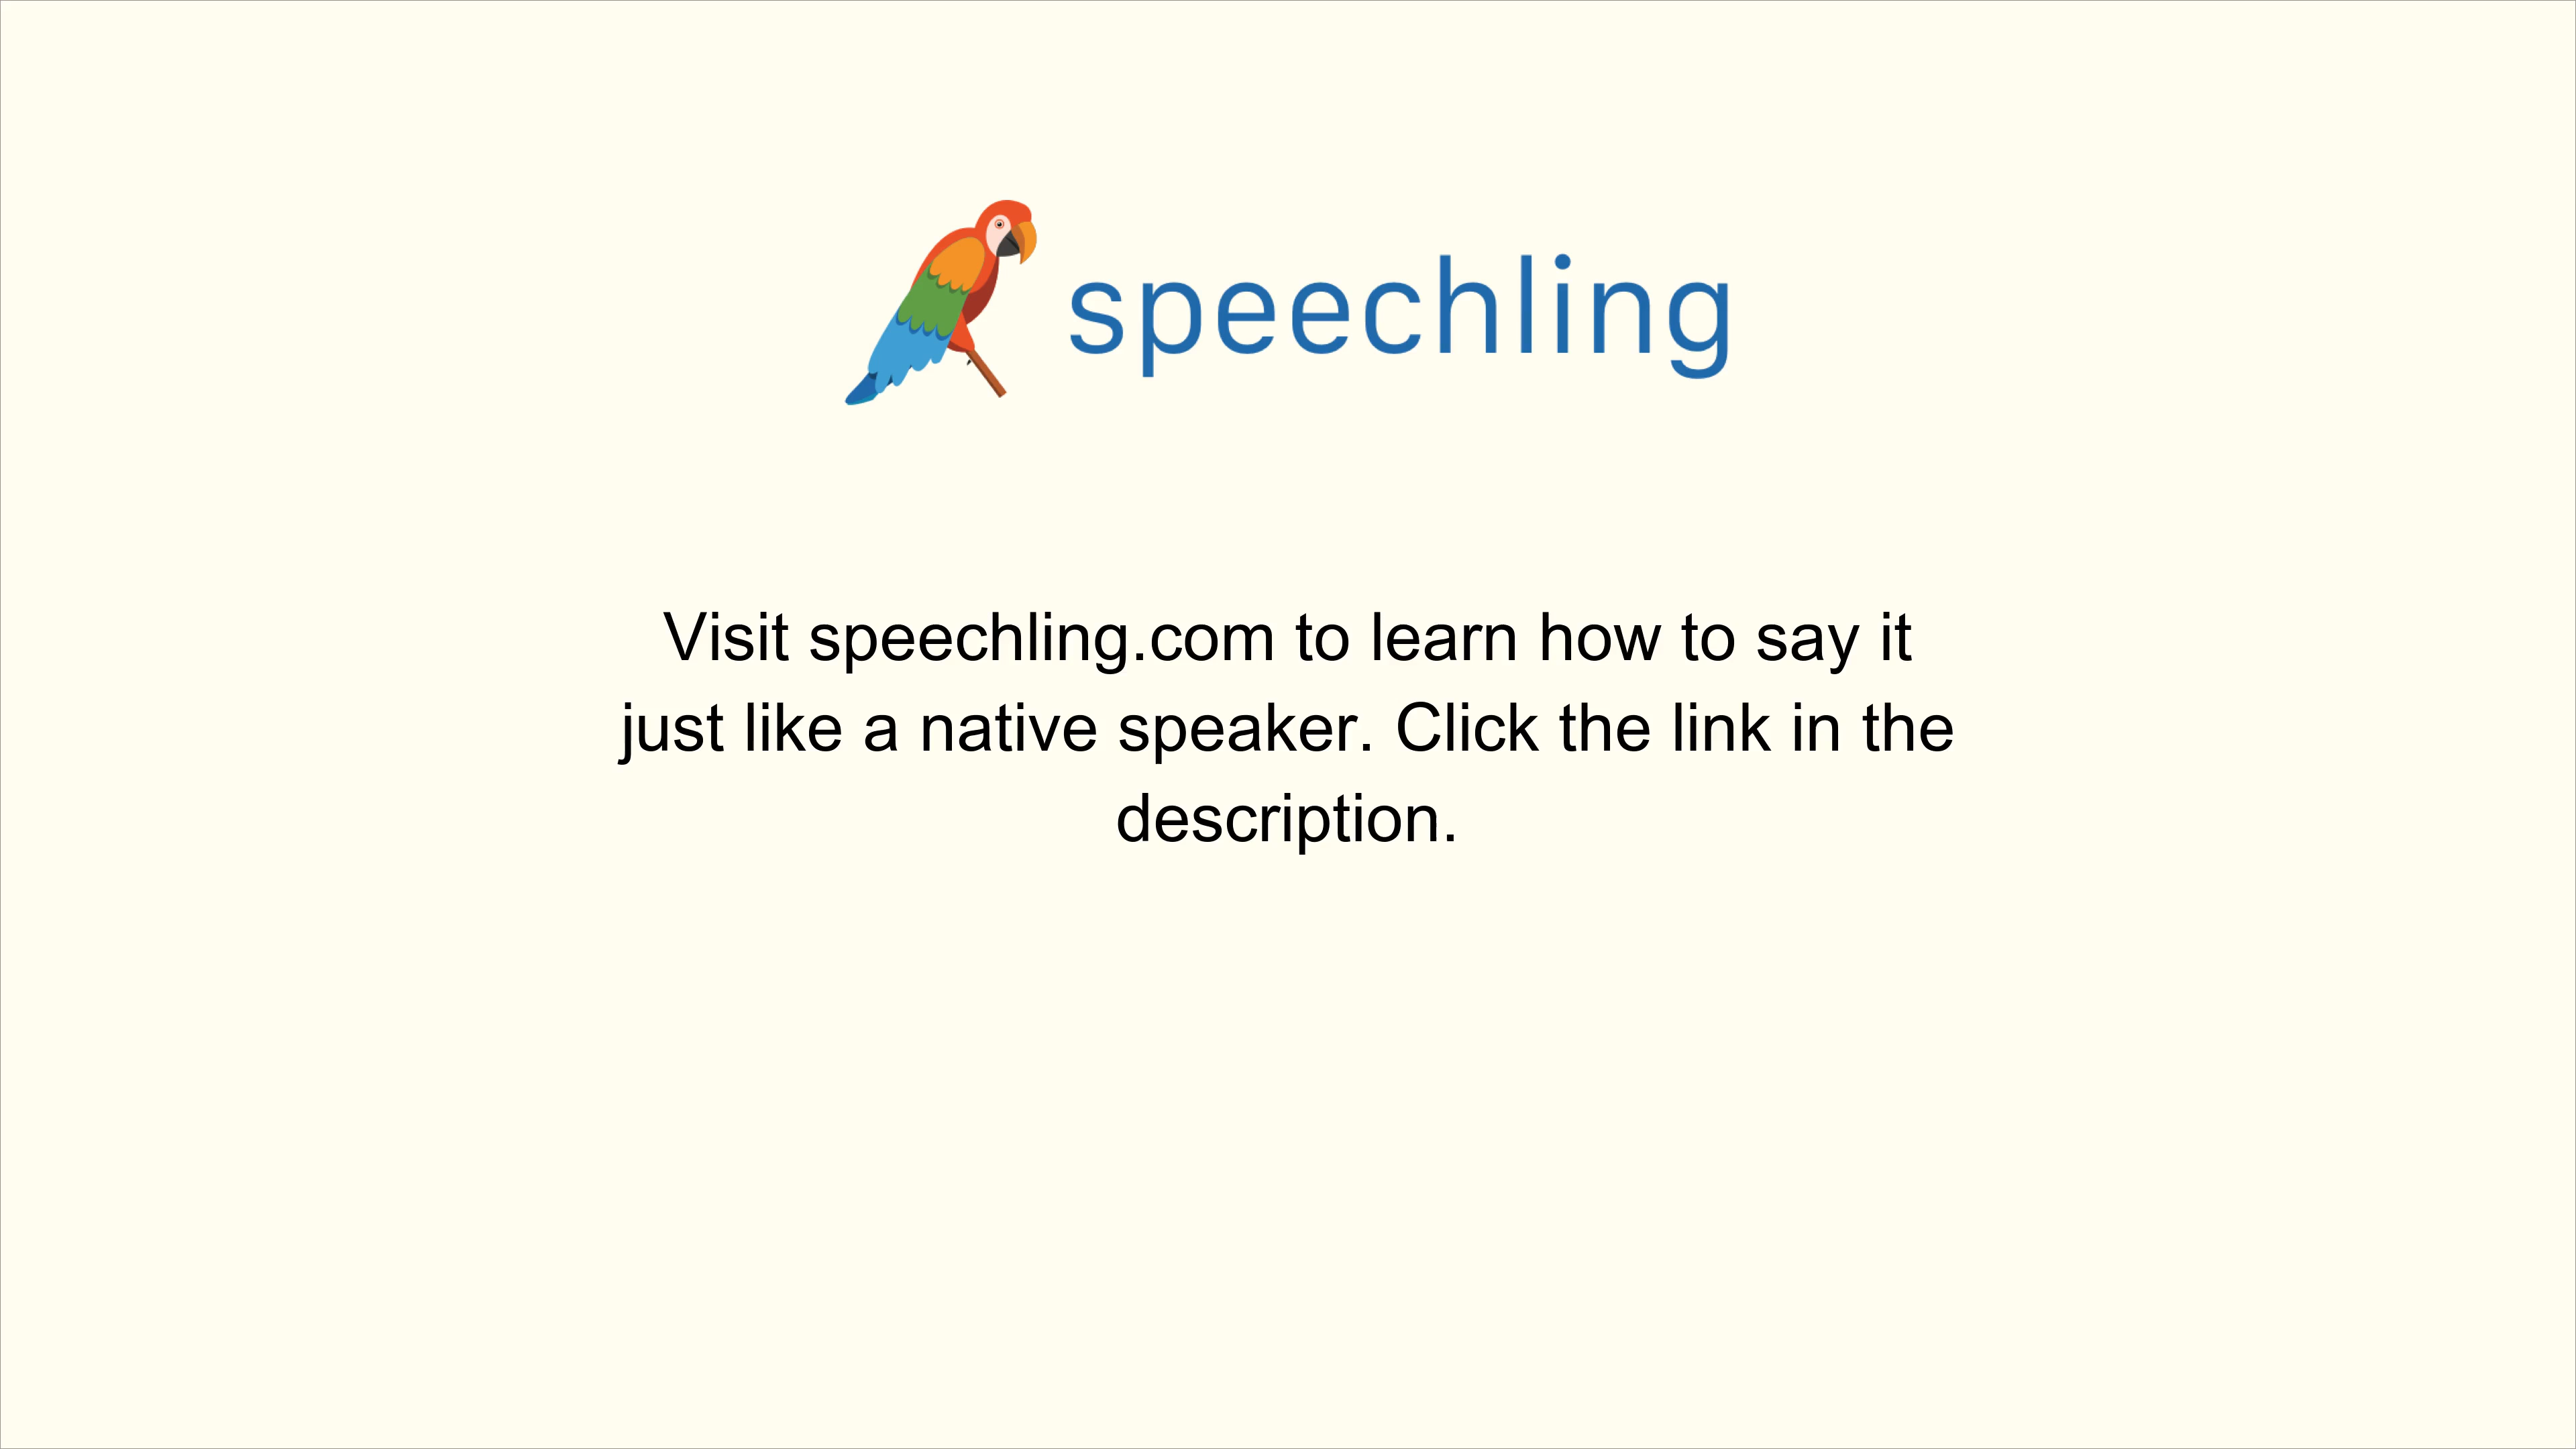 speechling
Visit speechling.com to learn how to say it
just like a native speaker. Click the link in the
description.